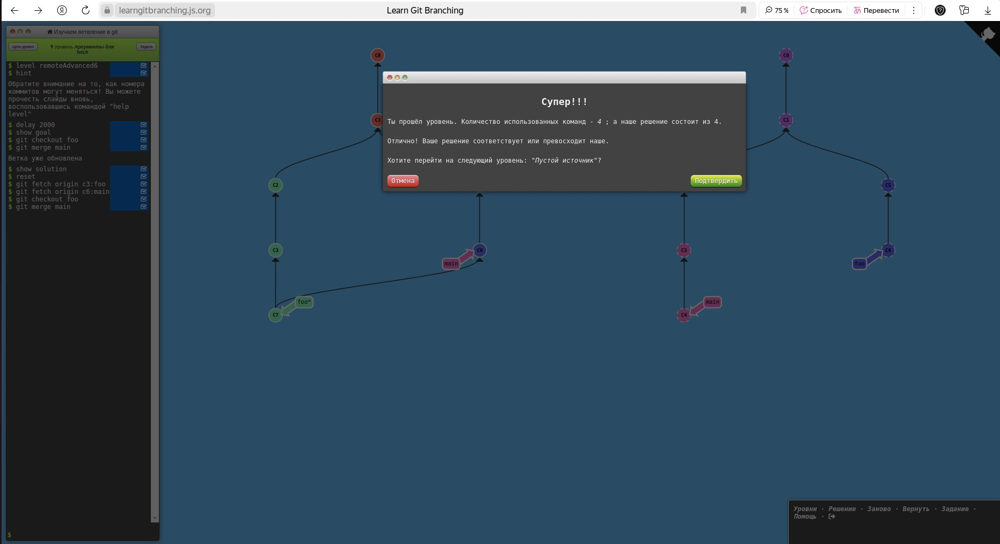 learngitbranching.js.org
Learn Git Branching
75 %
Спросить
Перевести
Изучаем ветвление в git
Цель уровня
Уровень Аргументы для
fetch
Задача
$ level remoteAdvanced6
$ hint
Обратите внимание на то, как номера
коммитов могут меняться! Вы можете
прочесть слайды вновь,
воспользовавшись командой "help
level"
$ delay 2000
$ show goal
$ git checkout foo
$ git merge main
Ветка уже обновлена
$ show solution
$ reset
$ git fetch origin c3:foo
$ git fetch origin c6:main
$ git checkout foo
$ git merge main
$
C0
C0
Супер!!!
Ты прошёл уровень. Количество использованных команд - 4 ; а наше решение состоит из 4.
Отлично! Ваше решение соответствует или превосходит наше.
Хотите перейти на следующий уровень: "Пустой источник"?
Отмена
Подтвердить
C1
C1
C2
C5
C3
C6
main
C3
C6
foo
foo*
C7
main
C4
Уровни · Решение · Заново · Вернуть · Задание ·
Помощь ·